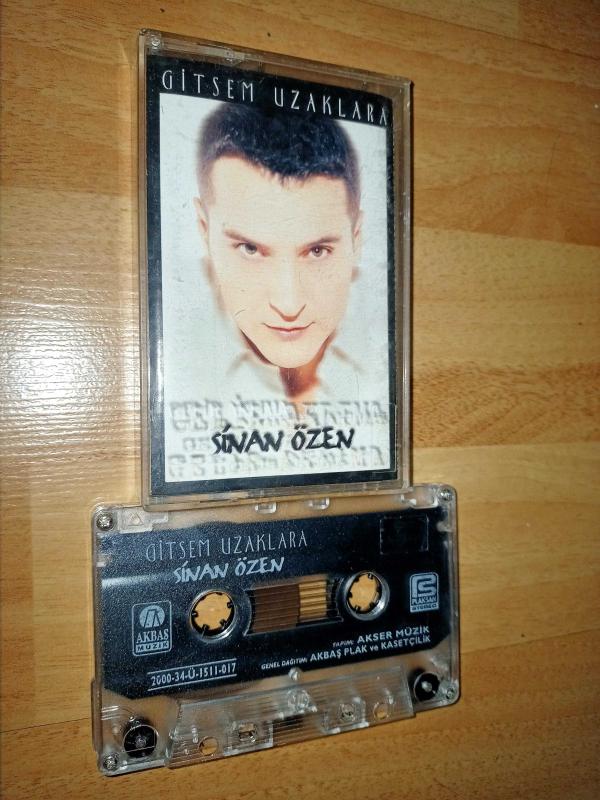 GİTSEM UZAKLARA
SİNAN ÖZEN
GİTSEM UZAKLARA
SİNAN ÖZEN
AKBAŞ
MÜZİK
PLAKSAN
STEREO
YAPIM: AKSER MÜZİK
GENEL DAĞITIM: AKBAŞ PLAK ve KASETÇİLİK
2000-34-Ü-1511-017